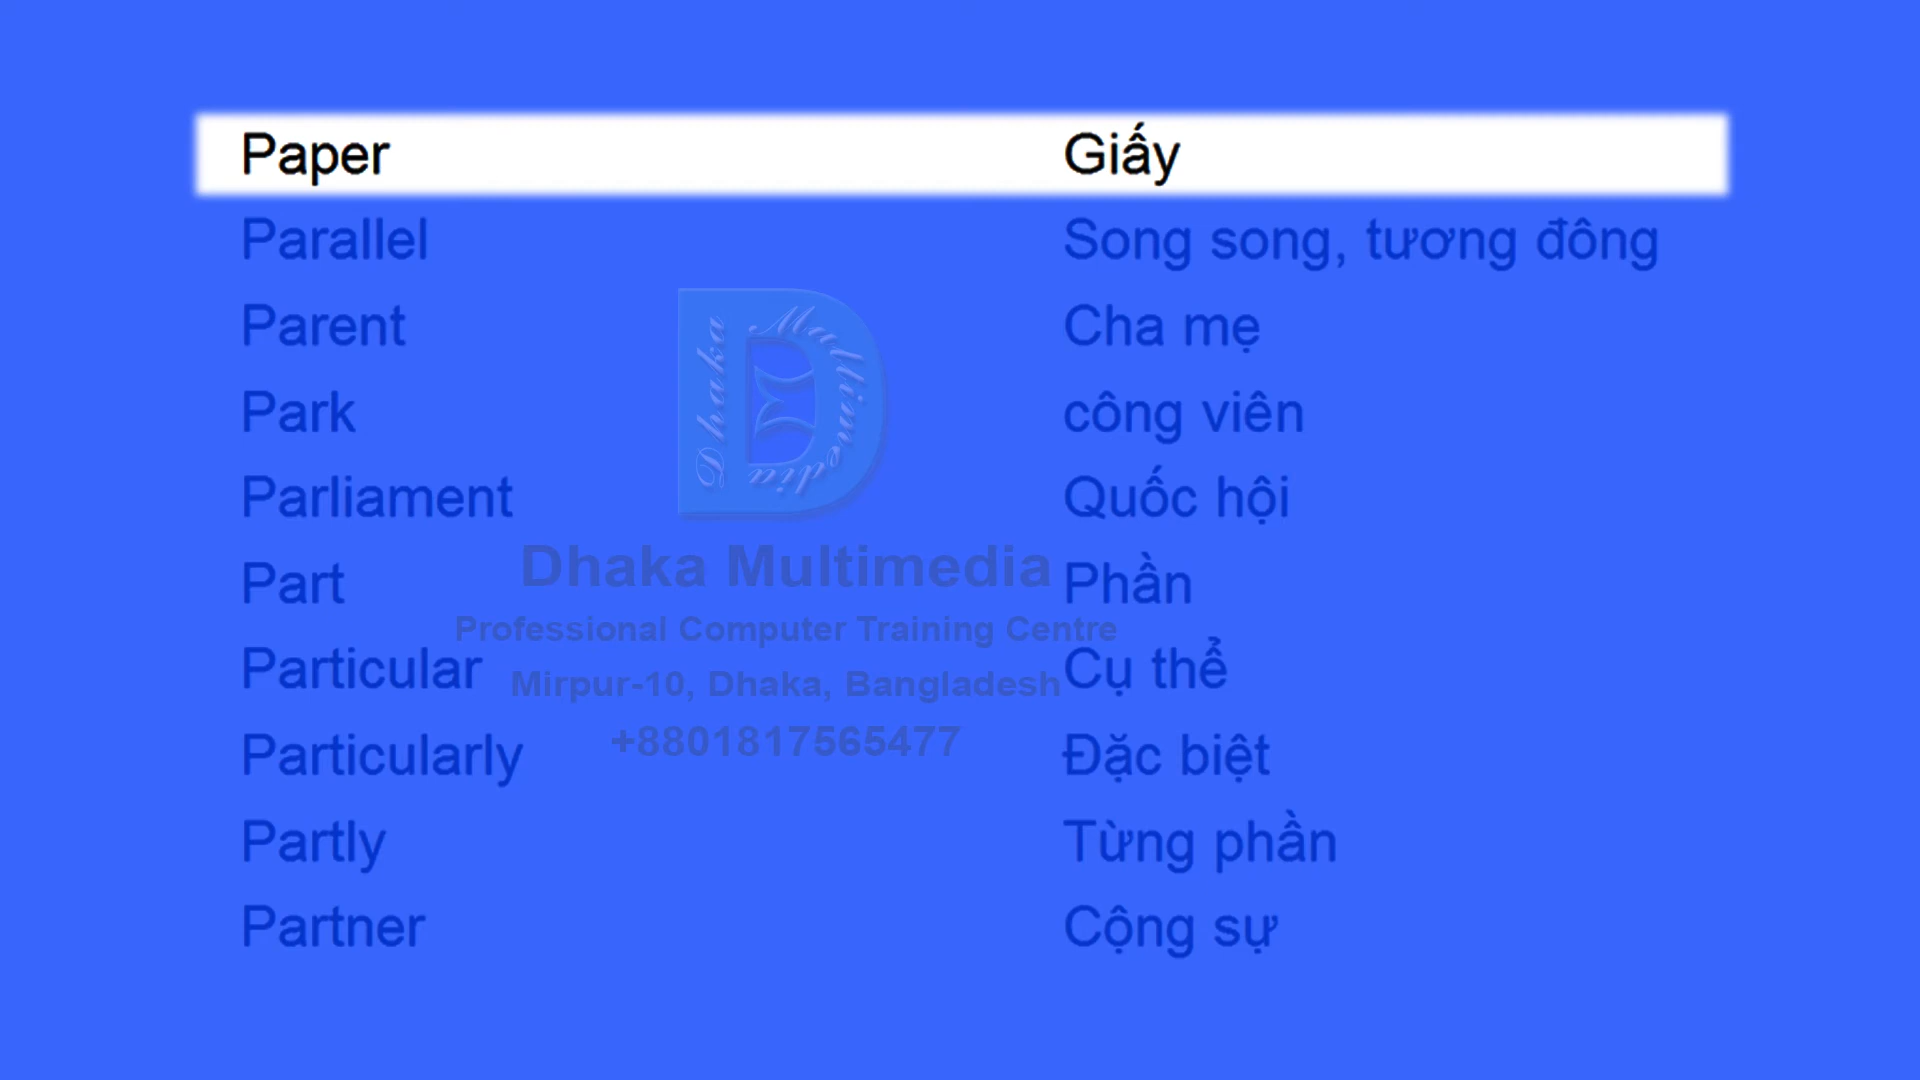 Paper Giấy
Parallel Song song, tương đông
Parent Cha mẹ
Park công viên
Parliament Quốc hội
Part Phần
Particular Cụ thể
Particularly Đặc biệt
Partly Từng phần
Partner Cộng sự
Dhaka Multimedia
Dhaka Multimedia
Professional Computer Training Centre
Mirpur-10, Dhaka, Bangladesh
+8801817565477